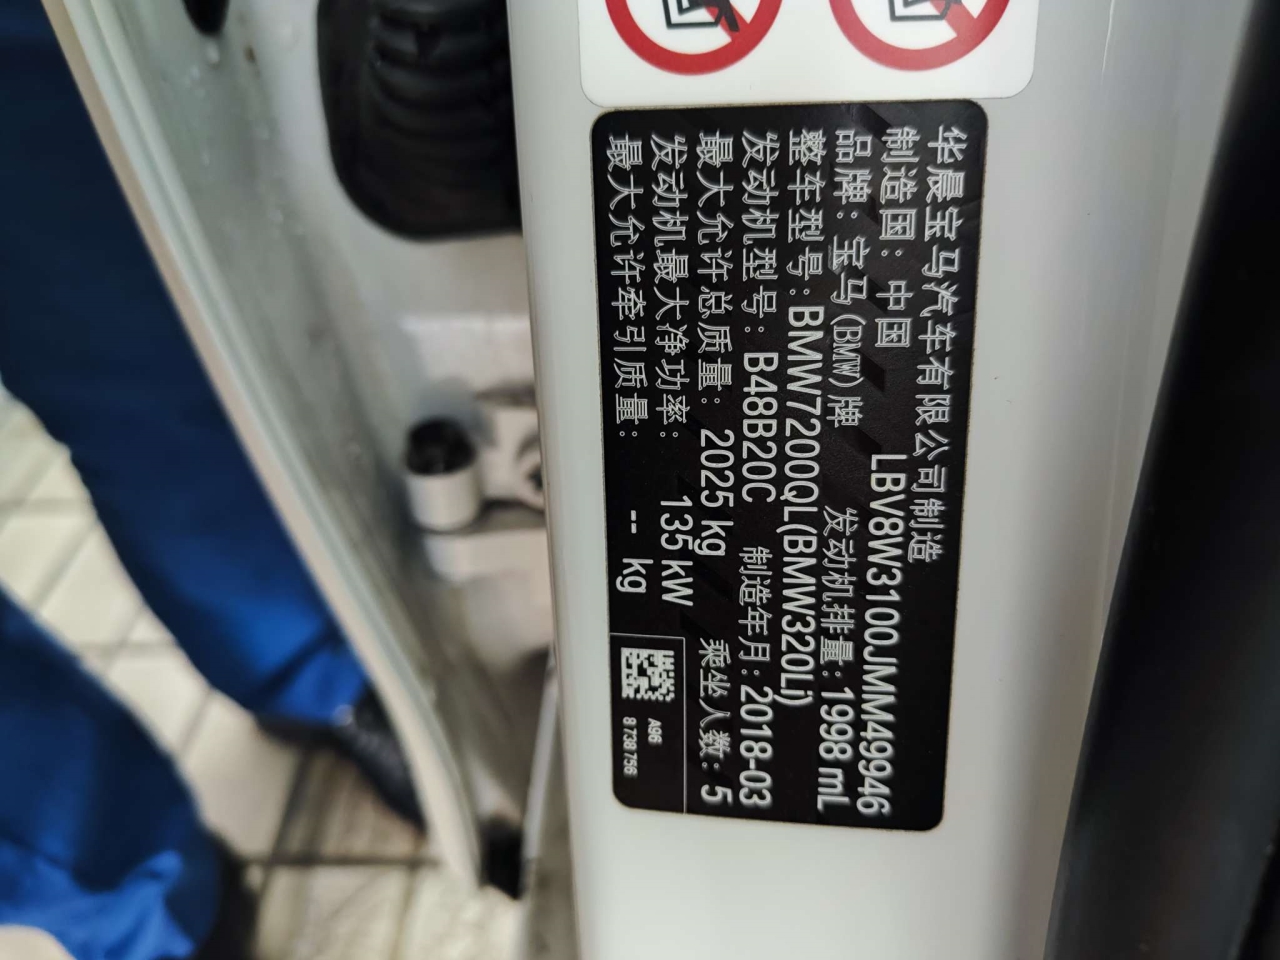 华晨宝马汽车有限公司制造
制造国：中国 LBV8W3100JMM49946
品牌：宝马(BMW)牌 发动机排量：1998 mL
整车型号：BMW7200QL(BMW320Li)
发动机型号：B48B20C 制造年月：2018-03
最大允许总质量：2025 kg 乘坐人数：5
发动机最大净功率：135 kW
最大允许牵引质量：-- kg
A96
8 738 756